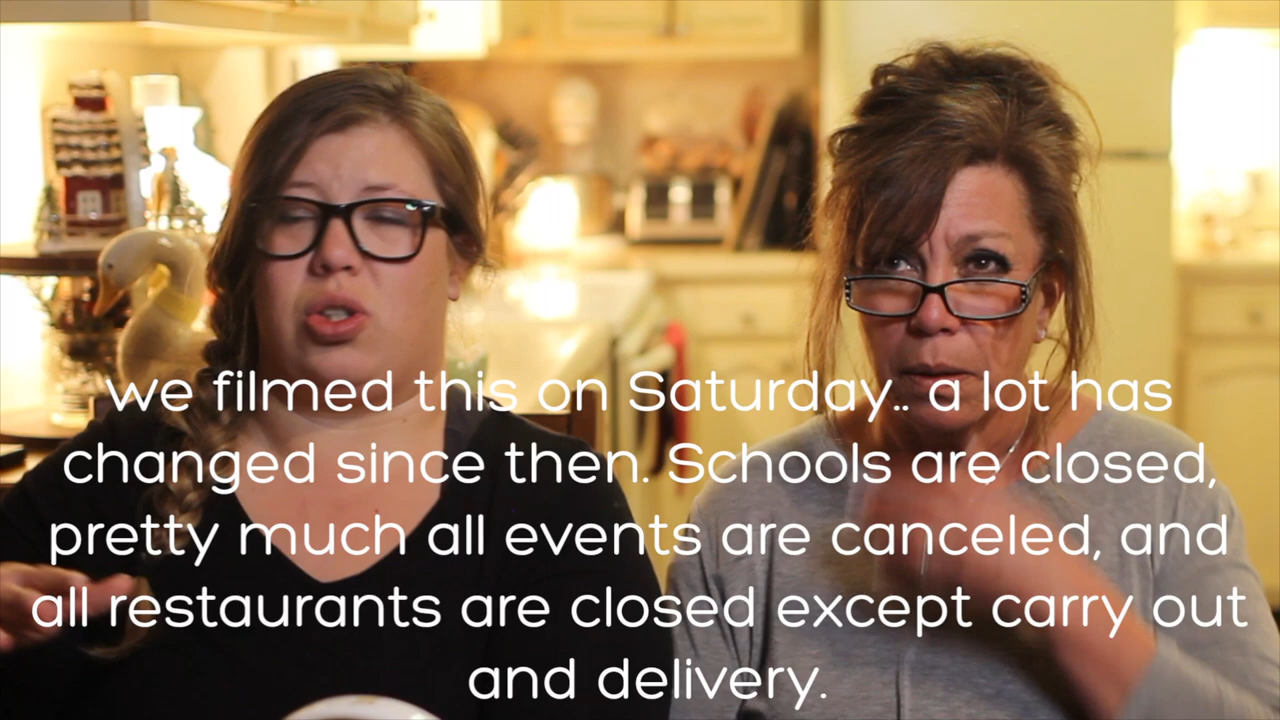 we filmed this on Saturday.. a lot has
changed since then. Schools are closed,
pretty much all events are canceled, and
all restaurants are closed except carry out
and delivery.